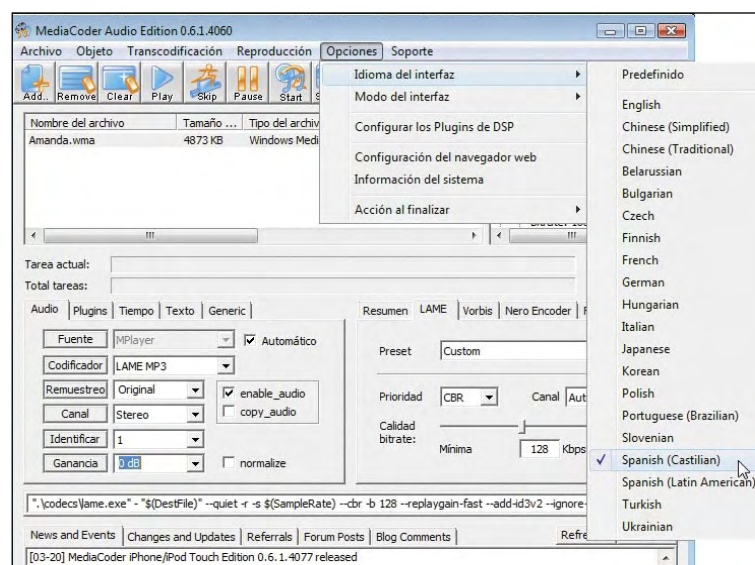 MediaCoder Audio Edition 0.6.1.4060
Archivo Objeto Transcodificación Reproducción Opciones Soporte
Add.. Remove Clear Play Skip Pause Start
Idioma del interfaz
Modo del interfaz
Configurar los Plugins de DSP
Configuración del navegador web
Información del sistema
Acción al finalizar
Predefinido
English
Chinese (Simplified)
Chinese (Traditional)
Belarussian
Bulgarian
Czech
Finnish
French
German
Hungarian
Italian
Japanese
Korean
Polish
Portuguese (Brazilian)
Slovenian
Spanish (Castilian)
Spanish (Latin American)
Turkish
Ukrainian
Nombre del archivo Tamaño ... Tipo del archiv
Amanda.wma 4873 KB Windows Medi
Tarea actual:
Total tareas:
Audio Plugins Tiempo Texto Generic
Fuente MPlayer Automático
Codificador LAME MP3
Remuestreo Original enable_audio
Canal Stereo copy_audio
Identificar 1
Ganancia 0 dB normalize
Resumen LAME Vorbis Nero Encoder
Preset Custom
Prioridad CBR Canal Aut
Calidad bitrate: Mínima 128 Kbps
".\codecs\lame.exe" - "$(DestFile)" --quiet -r -s $(SampleRate) --cbr -b 128 --replaygain-fast --add-id3v2 --ignore-
News and Events Changes and Updates Referrals Forum Posts Blog Comments Refre
[03-20] MediaCoder iPhone/iPod Touch Edition 0.6.1.4077 released